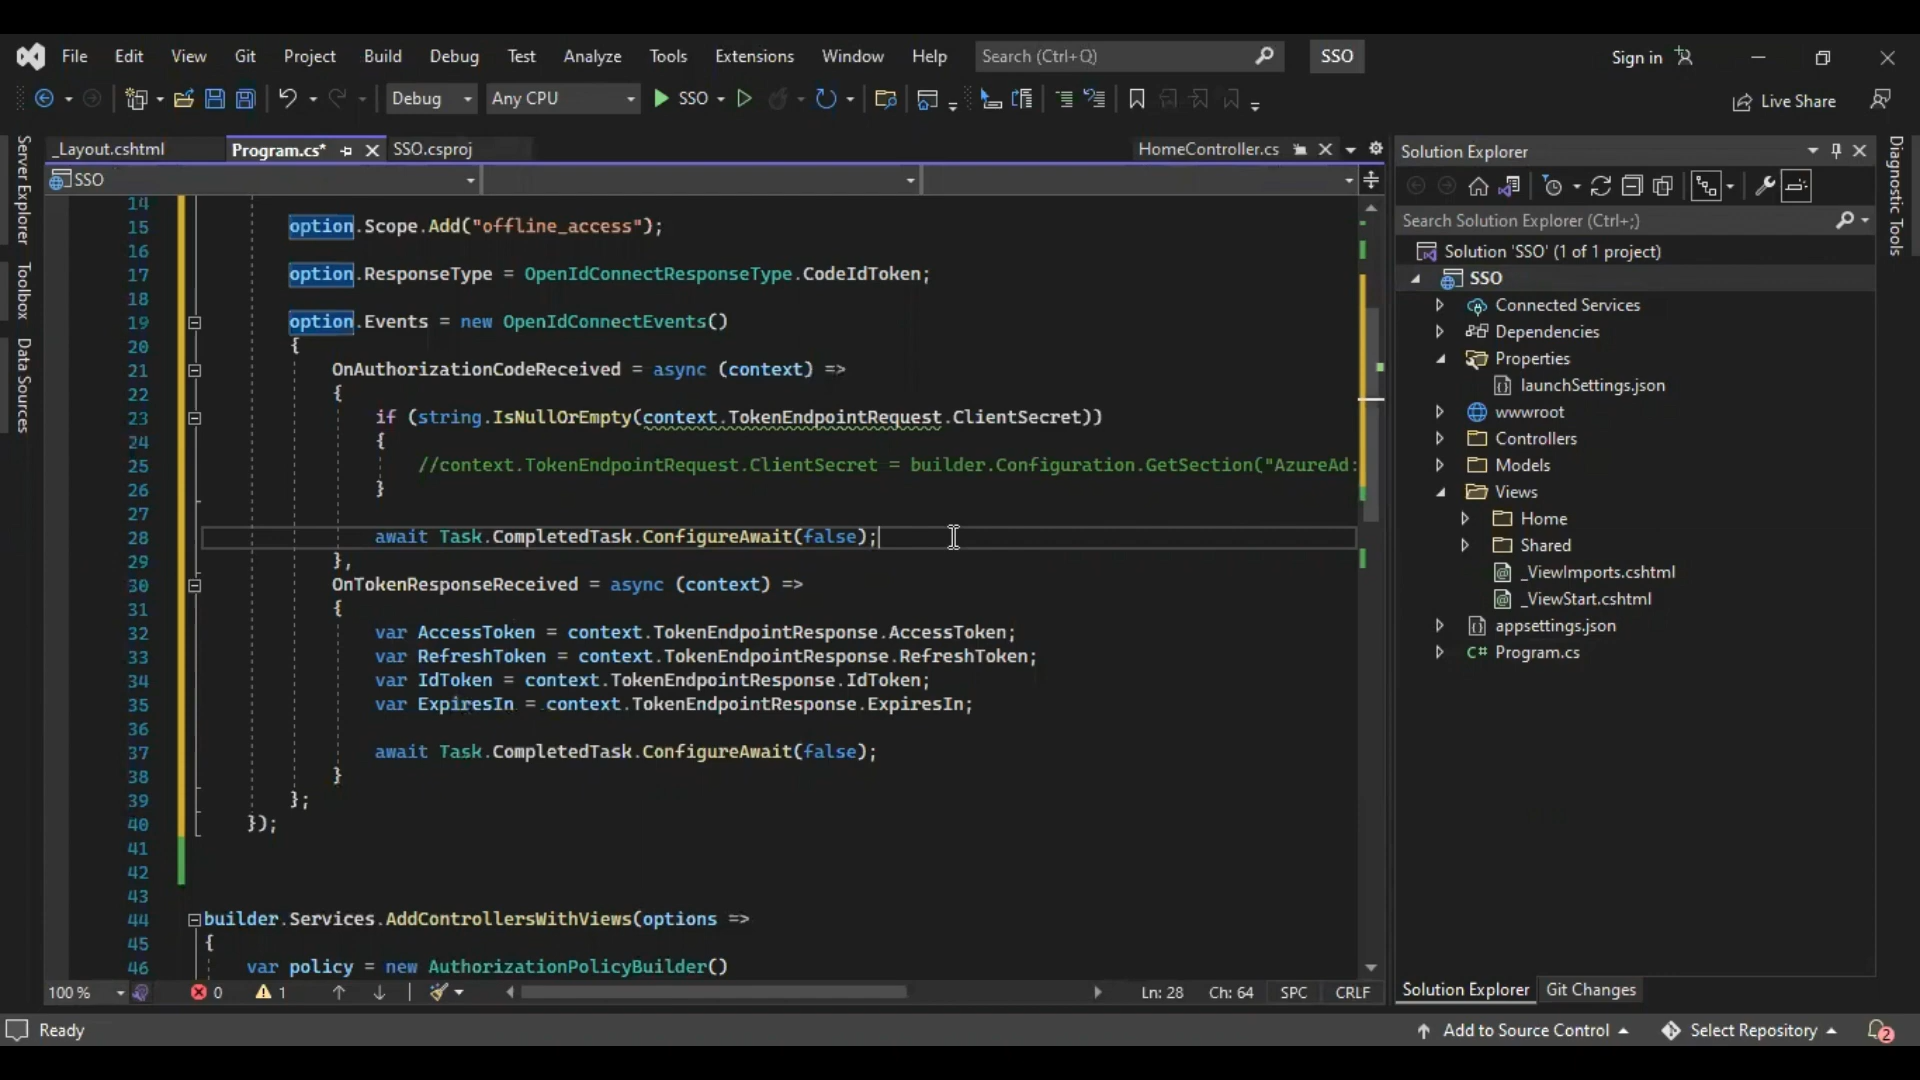 File Edit View Git Project Build Debug Test Analyze Tools Extensions Window Help Search (Ctrl+Q) SSO Sign in
Debug Any CPU SSO Live Share
_Layout.cshtml Program.cs* SSO.csproj HomeController.cs
SSO
14
15 option.Scope.Add("offline_access");
16
17 option.ResponseType = OpenIdConnectResponseType.CodeIdToken;
18
19 option.Events = new OpenIdConnectEvents()
20 {
21 OnAuthorizationCodeReceived = async (context) =>
22 {
23 if (string.IsNullOrEmpty(context.TokenEndpointRequest.ClientSecret))
24 {
25 //context.TokenEndpointRequest.ClientSecret = builder.Configuration.GetSection("AzureAd:
26 }
27
28 await Task.CompletedTask.ConfigureAwait(false);
29 },
30 OnTokenResponseReceived = async (context) =>
31 {
32 var AccessToken = context.TokenEndpointResponse.AccessToken;
33 var RefreshToken = context.TokenEndpointResponse.RefreshToken;
34 var IdToken = context.TokenEndpointResponse.IdToken;
35 var ExpiresIn = context.TokenEndpointResponse.ExpiresIn;
36
37 await Task.CompletedTask.ConfigureAwait(false);
38 }
39 };
40 });
41
42
43
44 builder.Services.AddControllersWithViews(options =>
45 {
46 var policy = new AuthorizationPolicyBuilder()
100 % 0 1 Ln: 28 Ch: 64 SPC CRLF
Server Explorer
Toolbox
Data Sources
Solution Explorer
Search Solution Explorer (Ctrl+;)
Solution 'SSO' (1 of 1 project)
SSO
Connected Services
Dependencies
Properties
launchSettings.json
wwwroot
Controllers
Models
Views
Home
Shared
_ViewImports.cshtml
_ViewStart.cshtml
appsettings.json
C# Program.cs
Solution Explorer Git Changes
Diagnostic Tools
Ready Add to Source Control Select Repository 2